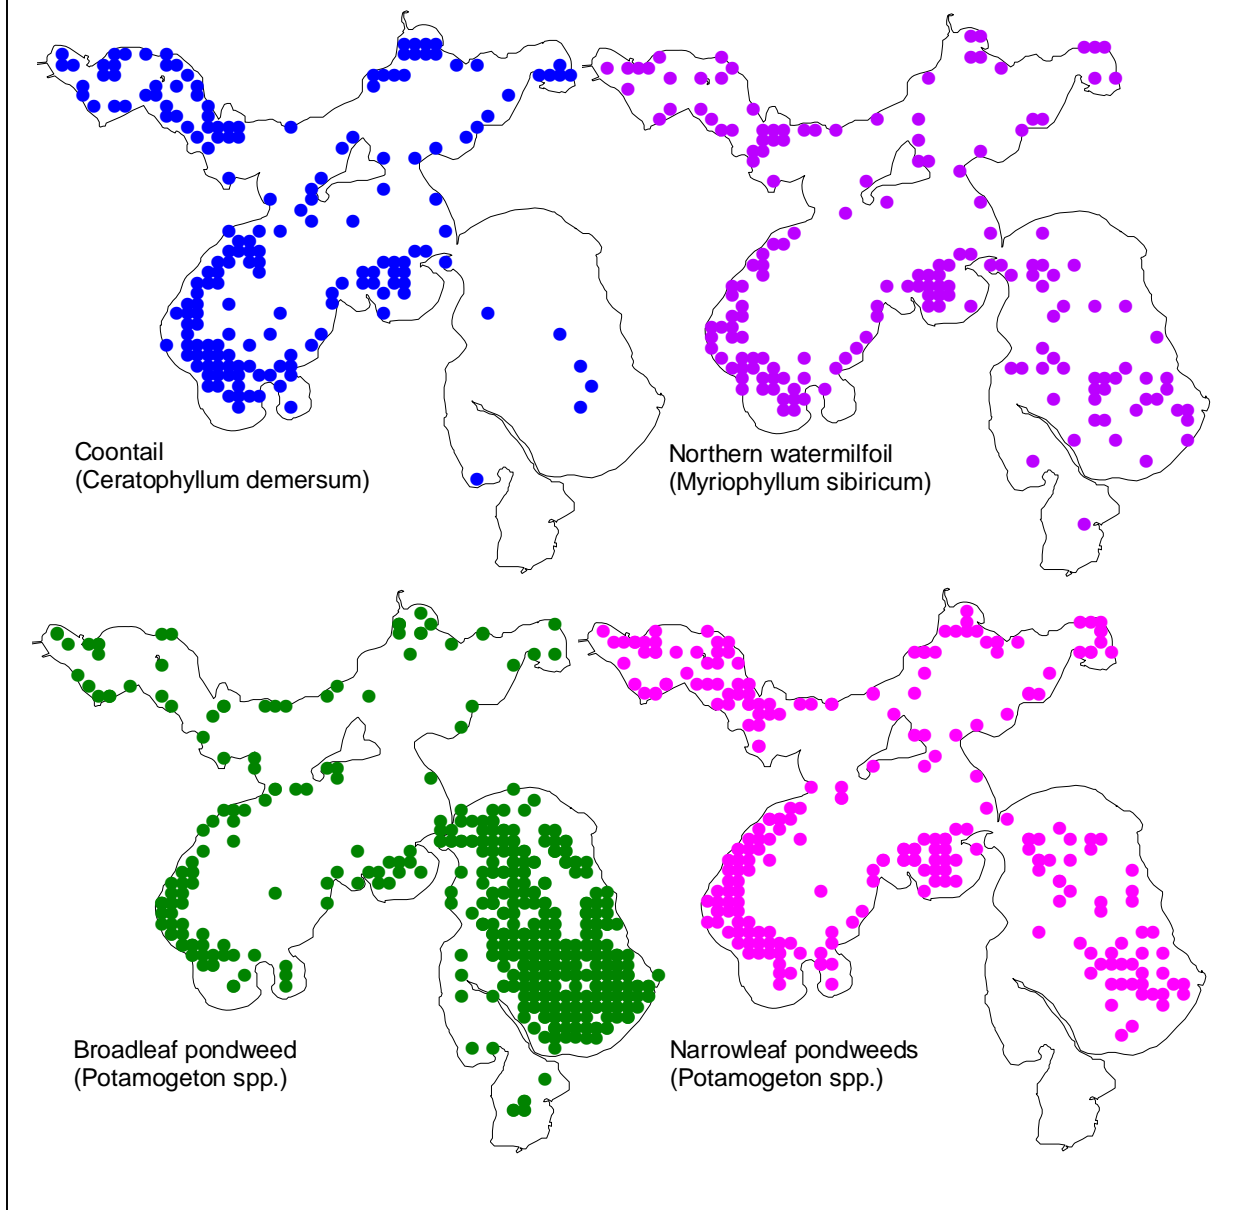 Coontail
(Ceratophyllum demersum)
Northern watermilfoil
(Myriophyllum sibiricum)
Broadleaf pondweed
(Potamogeton spp.)
Narrowleaf pondweeds
(Potamogeton spp.)